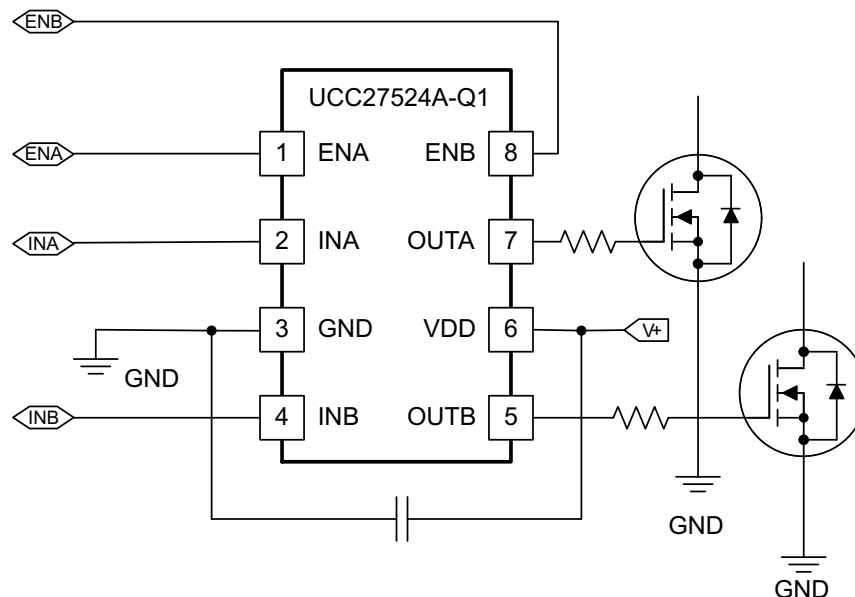 ENB
UCC27524A-Q1
ENA 1 ENA ENB 8
INA 2 INA OUTA 7
3 GND VDD 6 V+
GND
INB 4 INB OUTB 5
GND
GND